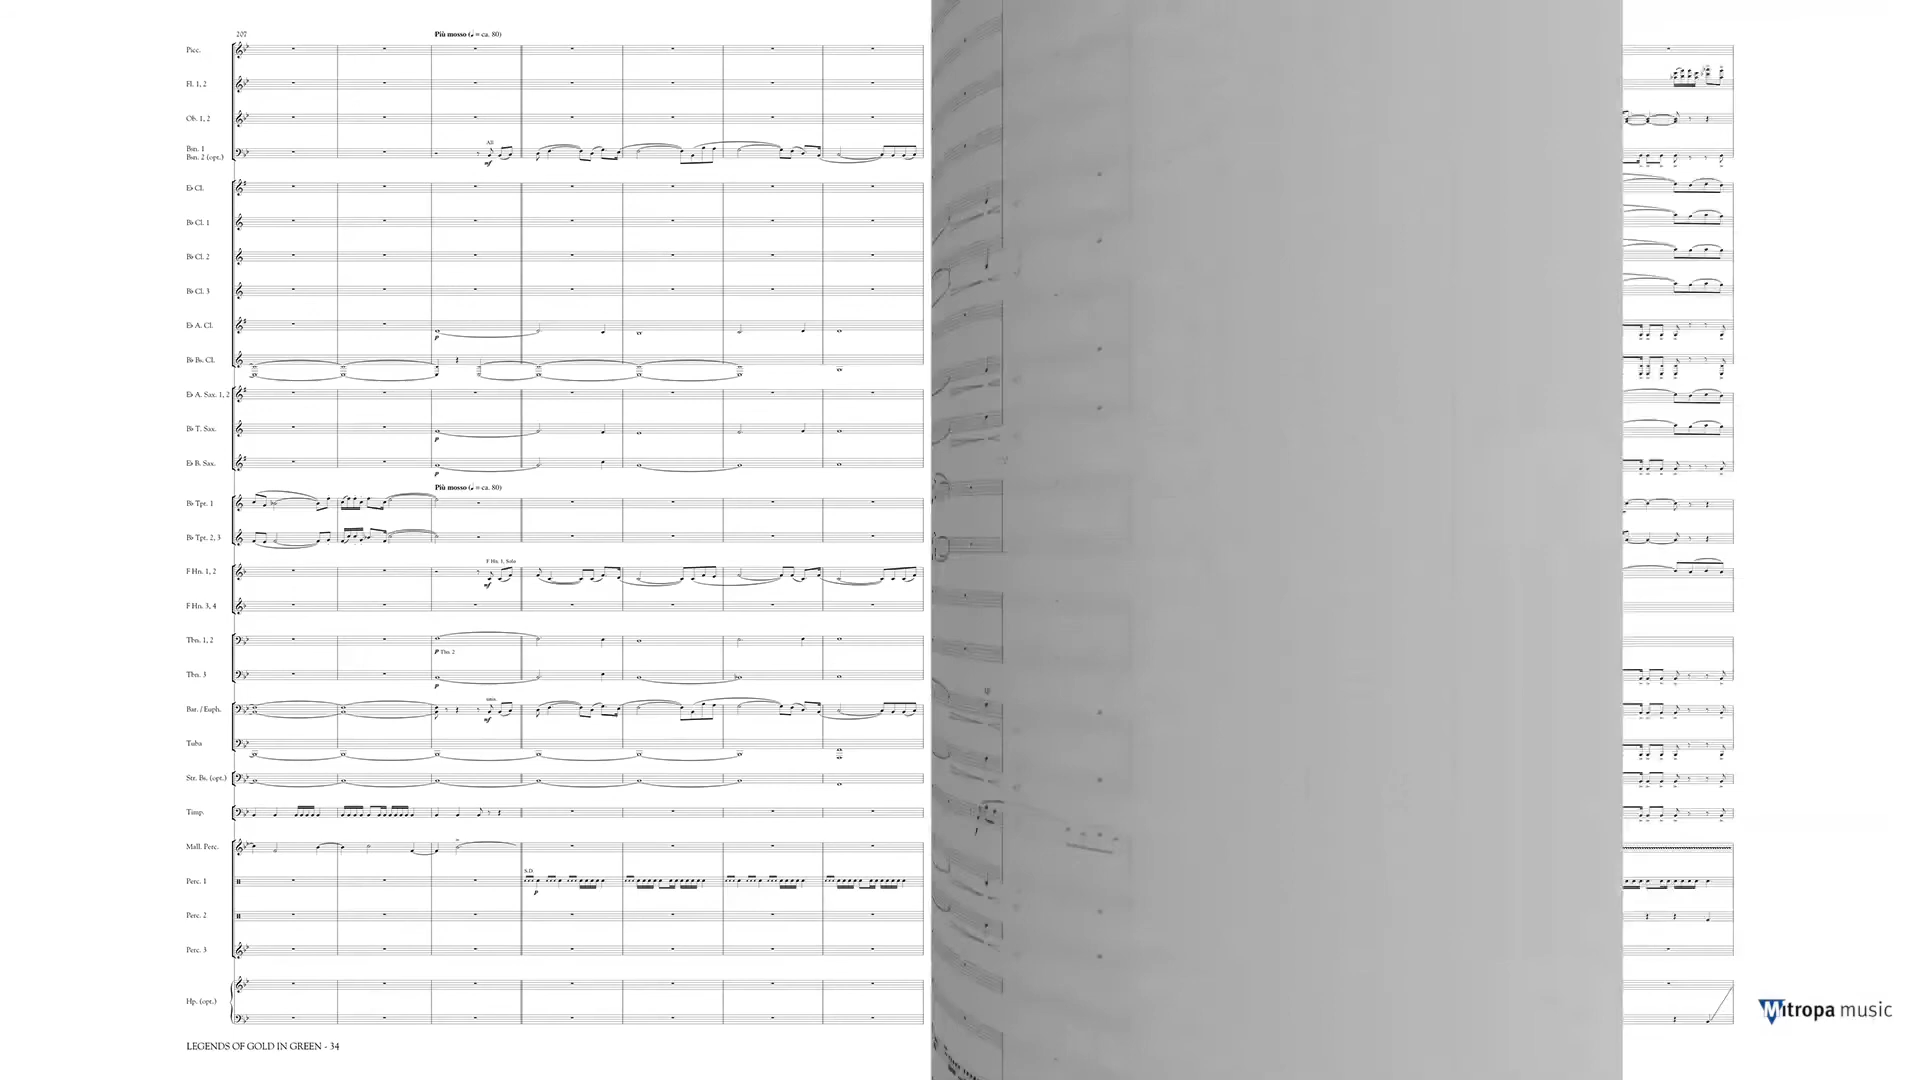 207
Più mosso (♩ = ca. 80)
Picc.
Fl. 1, 2
Ob. 1, 2
Bsn. 1
Bsn. 2 (opt.)
All
mf
E♭ Cl.
B♭ Cl. 1
B♭ Cl. 2
B♭ Cl. 3
E♭ A. Cl.
p
B♭ Bs. Cl.
E♭ A. Sax. 1, 2
B♭ T. Sax.
p
E♭ B. Sax.
p
Più mosso (♩ = ca. 80)
B♭ Tpt. 1
B♭ Tpt. 2, 3
F Hn. 1, Solo
F Hn. 1, 2
mf
F Hn. 3, 4
Tbn. 1, 2
p Tbn. 2
Tbn. 3
p
Bar. / Euph.
mf
Tuba
Str. Bs. (opt.)
Timp.
Mall. Perc.
S.D.
Perc. 1
p
Perc. 2
Perc. 3
Hp. (opt.)
LEGENDS OF GOLD IN GREEN - 34
Mitropa music